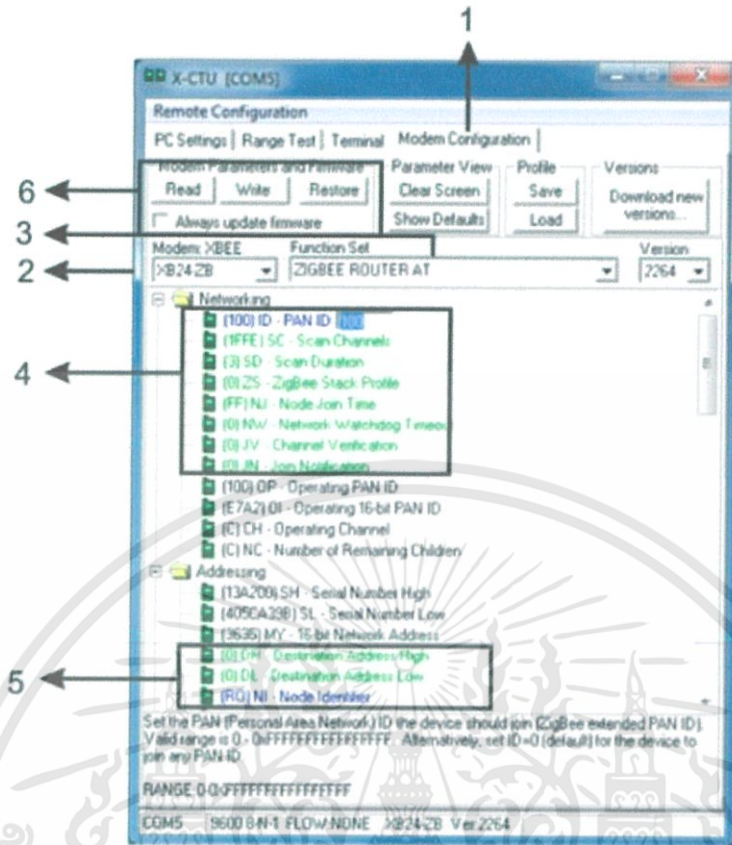 1
X-CTU [COM5]
Remote Configuration
PC Settings | Range Test | Terminal | Modem Configuration
Modem Parameters and Firmware Parameter View Profile Versions
6 Read Write Restore Clear Screen Save Download new versions...
Always update firmware Show Defaults Load
3
Modem: XBEE Function Set Version
2 XB24-ZB ZIGBEE ROUTER AT 2264
Networking
(100) ID - PAN ID 100
(1FFE) SC - Scan Channels
(3) SD - Scan Duration
4 (0) ZS - ZigBee Stack Profile
(FF) NJ - Node Join Time
(0) NW - Network Watchdog Timeou
(0) JV - Channel Verification
(0) JN - Join Notification
(100) OP - Operating PAN ID
(E7A2) OI - Operating 16-bit PAN ID
(C) CH - Operating Channel
(C) NC - Number of Remaining Children
Addressing
(13A200) SH - Serial Number High
SL - Serial Number Low
(3635) MY - 16-bit Network Address
(0) DH - Destination Address High
5 (0) DL - Destination Address Low
NI - Node Identifier
Set the PAN (Personal Area Network) ID the device should join (ZigBee extended PAN ID).
Valid range is 0 - 0xFFFFFFFFFFFFFFFF. Alternatively, set ID=0 (default) for the device to
join any PAN ID.
RANGE 0-0xFFFFFFFFFFFFFFFF
COM5 9600 8-N-1 FLOW:NONE XB24-ZB Ver:2264